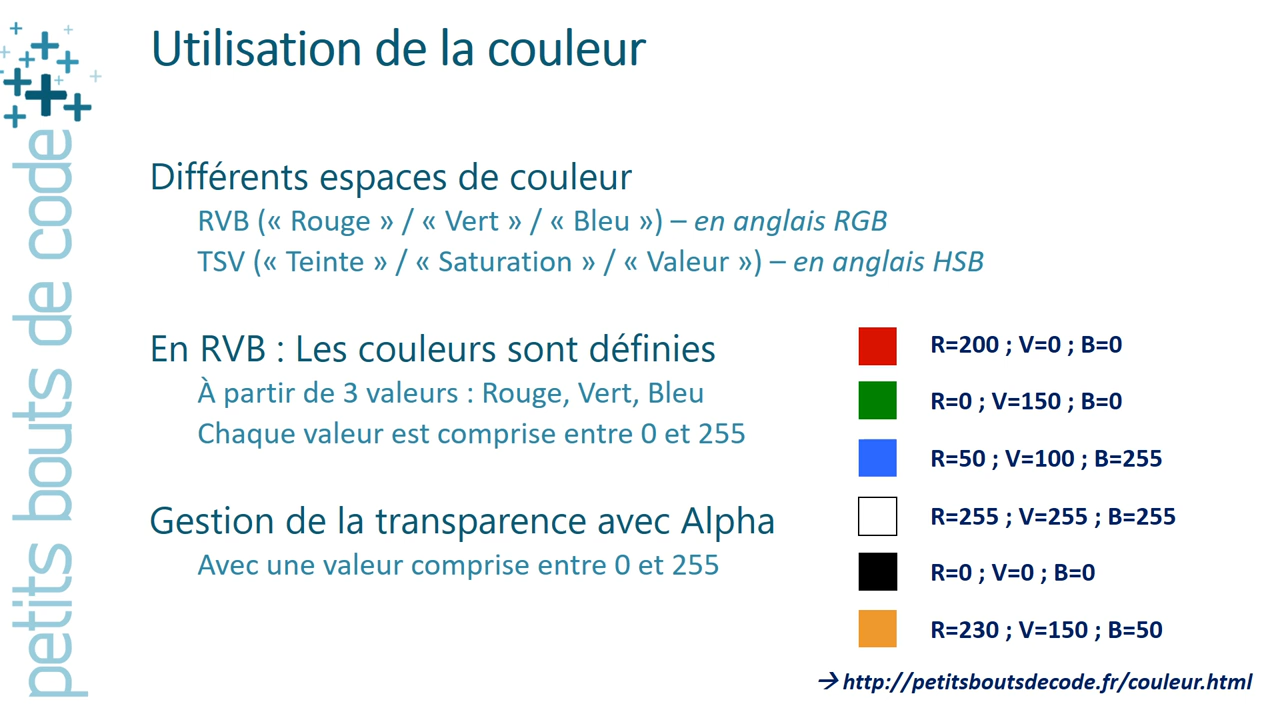 Utilisation de la couleur
petits bouts de code
Différents espaces de couleur
RVB (« Rouge » / « Vert » / « Bleu ») – en anglais RGB
TSV (« Teinte » / « Saturation » / « Valeur ») – en anglais HSB
En RVB : Les couleurs sont définies
À partir de 3 valeurs : Rouge, Vert, Bleu
Chaque valeur est comprise entre 0 et 255
Gestion de la transparence avec Alpha
Avec une valeur comprise entre 0 et 255
R=200 ; V=0 ; B=0
R=0 ; V=150 ; B=0
R=50 ; V=100 ; B=255
R=255 ; V=255 ; B=255
R=0 ; V=0 ; B=0
R=230 ; V=150 ; B=50
→ http://petitsboutsdecode.fr/couleur.html